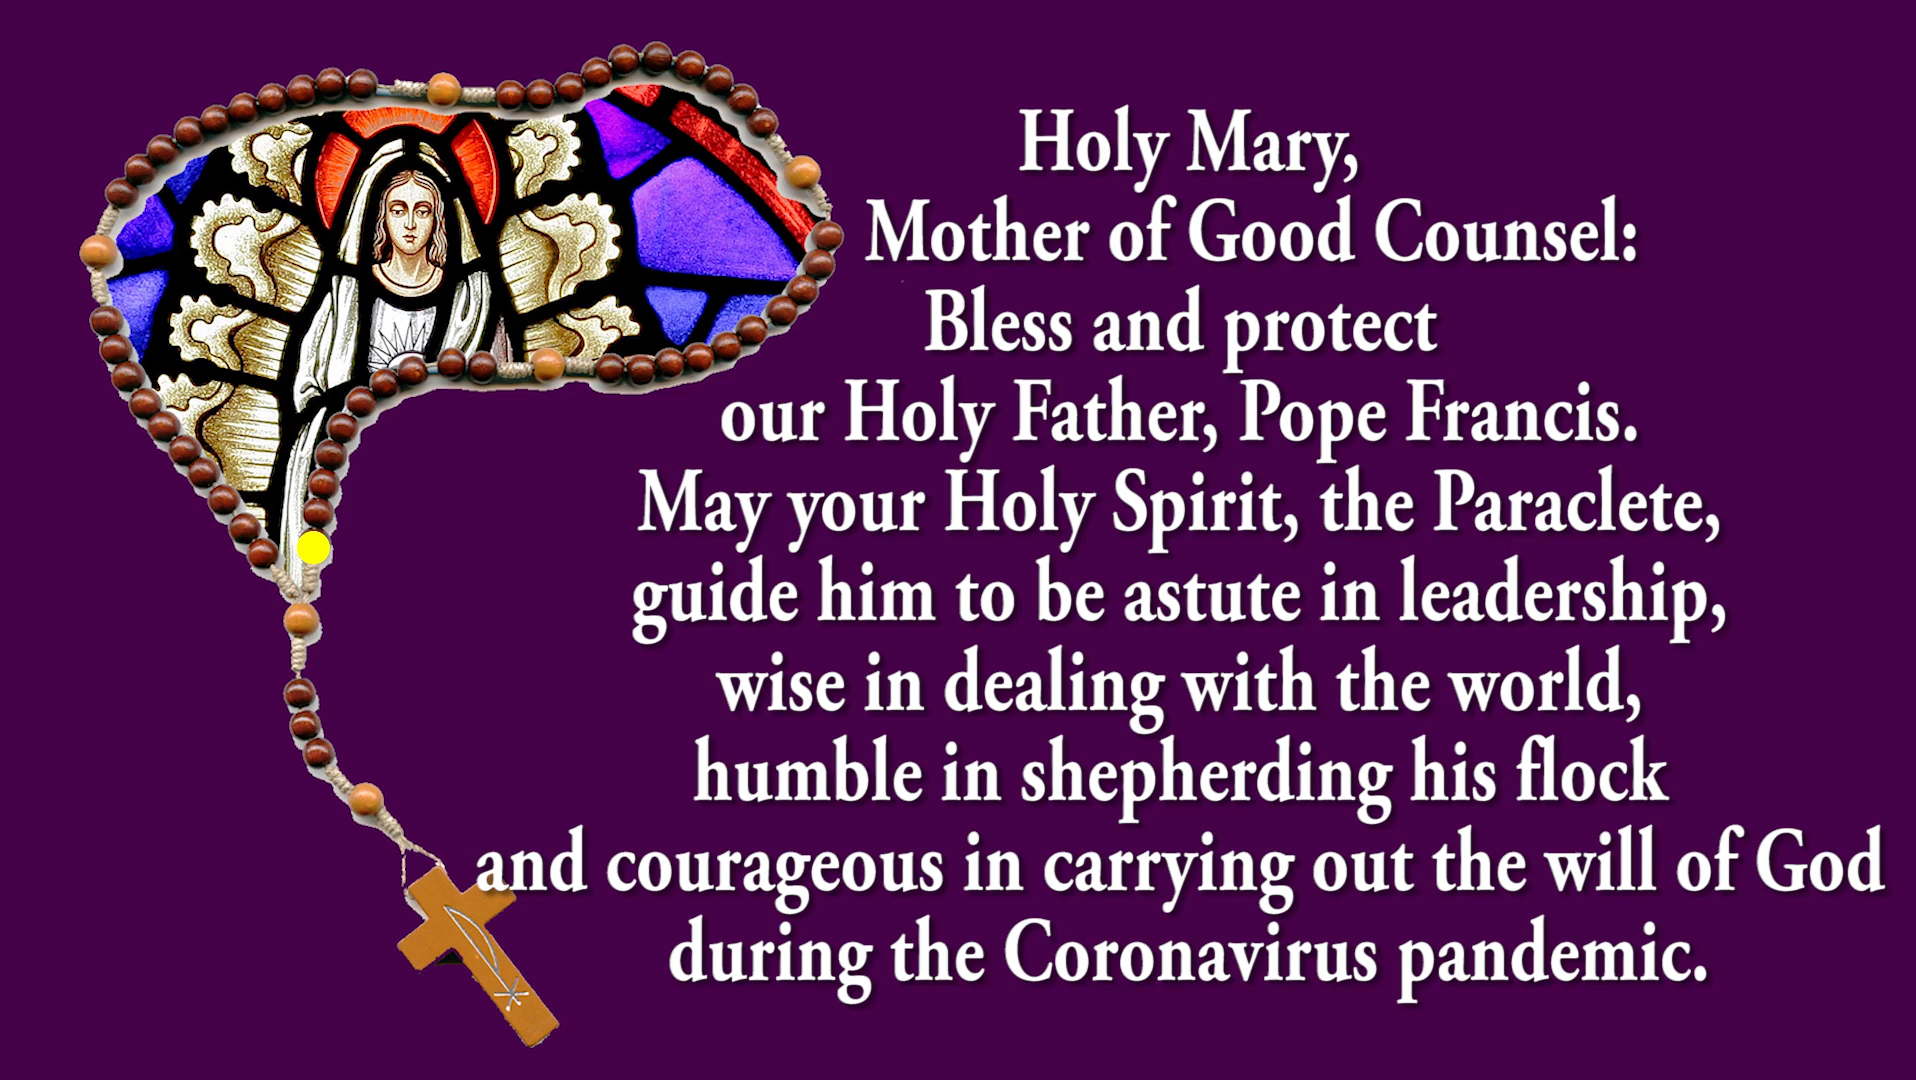 Holy Mary,
Mother of Good Counsel:
Bless and protect
our Holy Father, Pope Francis.
May your Holy Spirit, the Paraclete,
guide him to be astute in leadership,
wise in dealing with the world,
humble in shepherding his flock
and courageous in carrying out the will of God
during the Coronavirus pandemic.